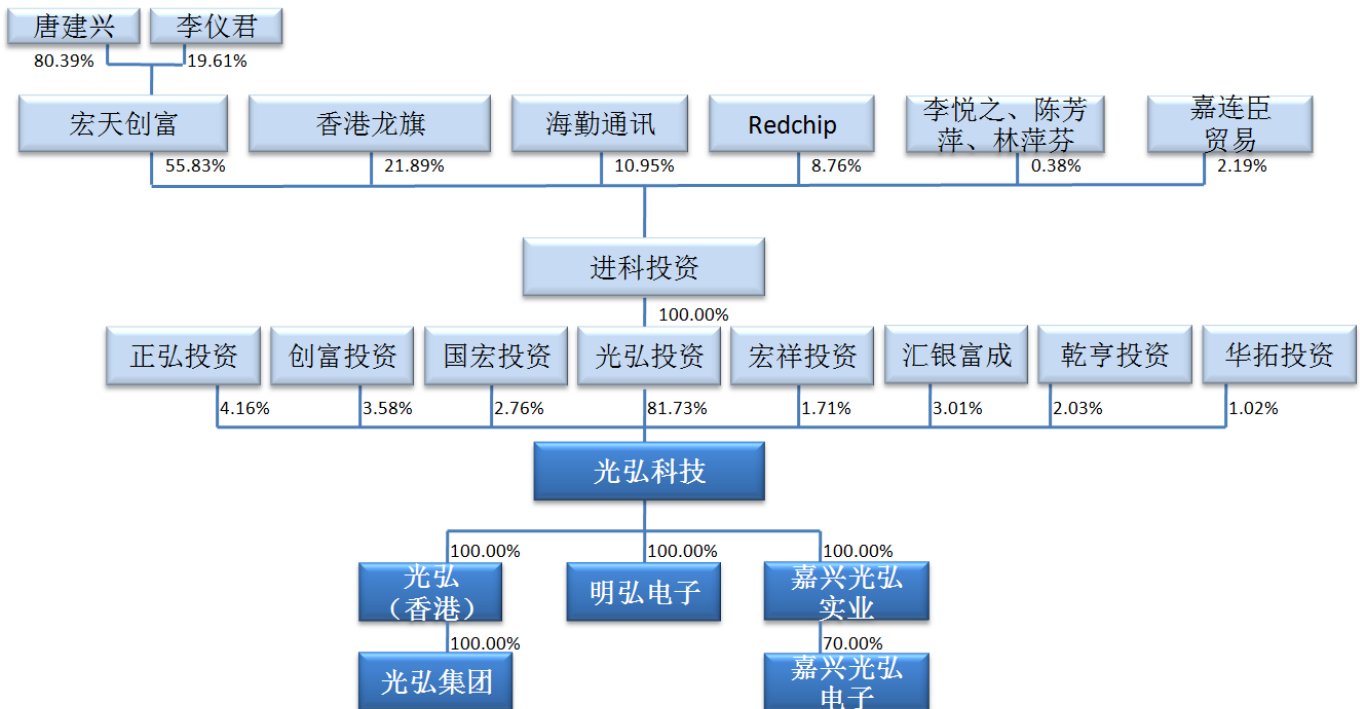 唐建兴
李仪君
80.39%
19.61%
宏天创富
香港龙旗
海勤通讯
Redchip
李悦之、陈芳
萍、林萍芬
嘉连臣
贸易
55.83%
21.89%
10.95%
8.76%
0.38%
2.19%
进科投资
100.00%
正弘投资
创富投资
国宏投资
光弘投资
宏祥投资
汇银富成
乾亨投资
华拓投资
4.16%
3.58%
2.76%
81.73%
1.71%
3.01%
2.03%
1.02%
光弘科技
100.00%
100.00%
100.00%
光弘
（香港）
明弘电子
嘉兴光弘
实业
100.00%
70.00%
光弘集团
嘉兴光弘
电子